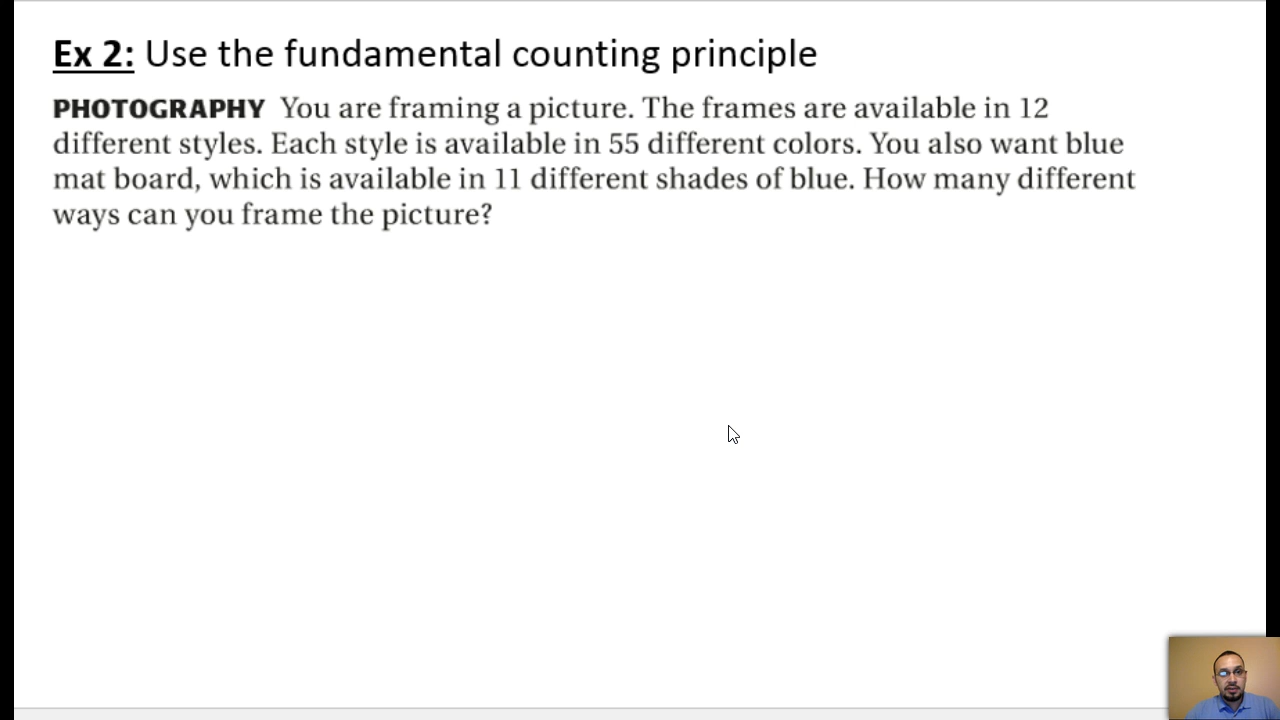 Ex 2: Use the fundamental counting principle
PHOTOGRAPHY You are framing a picture. The frames are available in 12
different styles. Each style is available in 55 different colors. You also want blue
mat board, which is available in 11 different shades of blue. How many different
ways can you frame the picture?